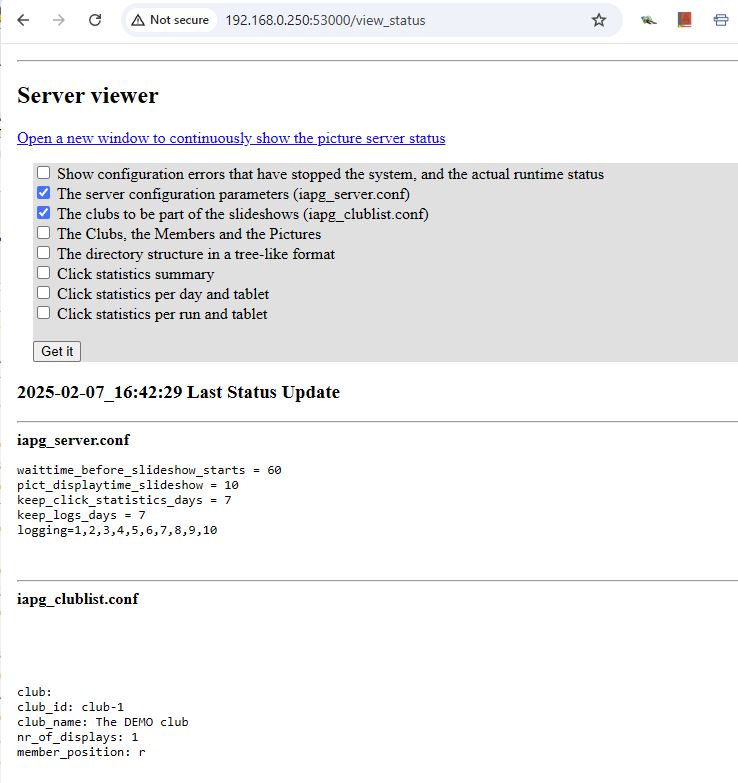 Not secure 192.168.0.250:53000/view_status
Server viewer
Open a new window to continuously show the picture server status
Show configuration errors that have stopped the system, and the actual runtime status
The server configuration parameters (iapg_server.conf)
The clubs to be part of the slideshows (iapg_clublist.conf)
The Clubs, the Members and the Pictures
The directory structure in a tree-like format
Click statistics summary
Click statistics per day and tablet
Click statistics per run and tablet
Get it
2025-02-07_16:42:29 Last Status Update
iapg_server.conf
waittime_before_slideshow_starts = 60
pict_displaytime_slideshow = 10
keep_click_statistics_days = 7
keep_logs_days = 7
logging=1,2,3,4,5,6,7,8,9,10
iapg_clublist.conf
club:
club_id: club-1
club_name: The DEMO club
nr_of_displays: 1
member_position: r